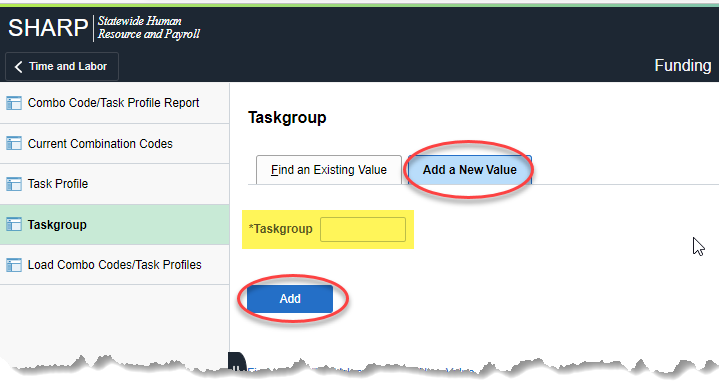 SHARP Statewide Human
Resource and Payroll
Time and Labor
Funding
Combo Code/Task Profile Report
Current Combination Codes
Task Profile
Taskgroup
Load Combo Codes/Task Profiles
Taskgroup
Find an Existing Value
Add a New Value
*Taskgroup
Add